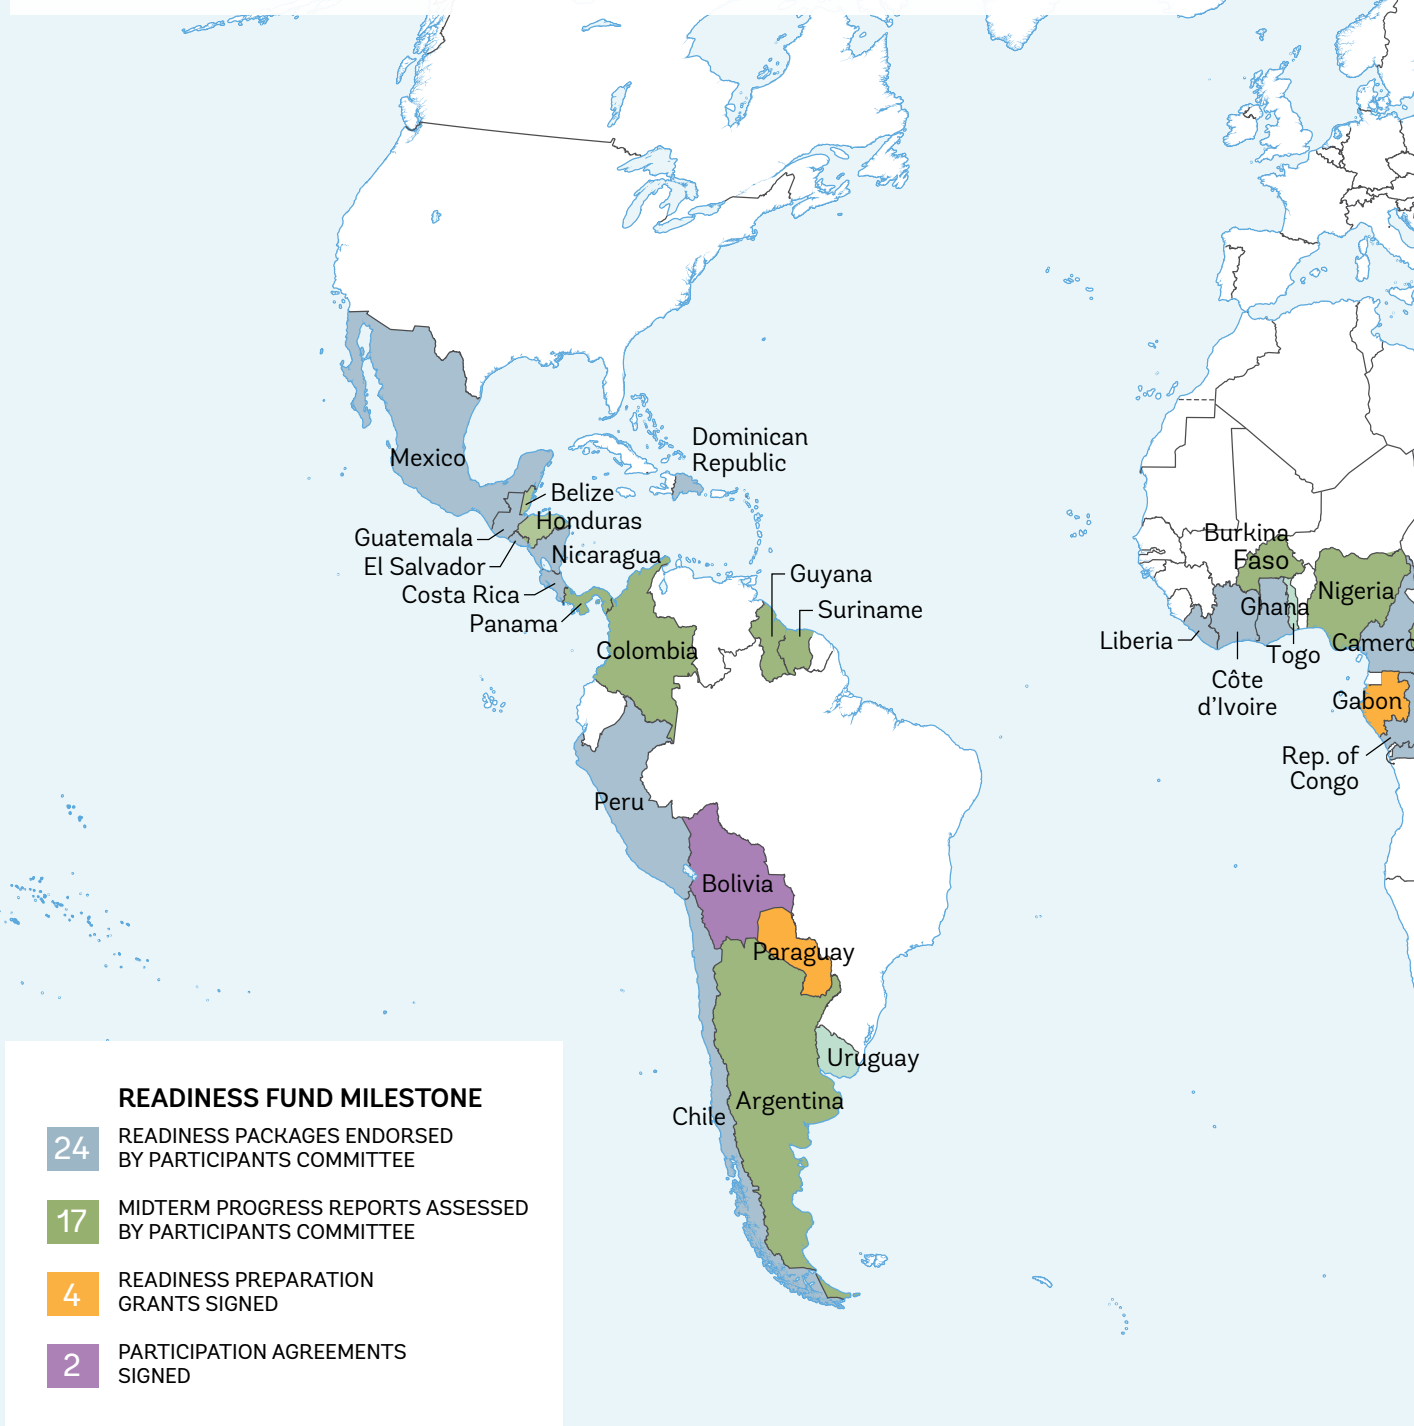 Dominican
Republic
Mexico
Belize
Honduras
Guatemala
Nicaragua
El Salvador
Costa Rica
Panama
Guyana
Suriname
Colombia
Burkina
Faso
Nigeria
Ghana
Liberia
Togo
Camero
Côte
d’Ivoire
Gabon
Rep. of
Congo
Peru
Bolivia
Paraguay
Uruguay
Argentina
Chile
READINESS FUND MILESTONE
24
READINESS PACKAGES ENDORSED
BY PARTICIPANTS COMMITTEE
17
MIDTERM PROGRESS REPORTS ASSESSED
BY PARTICIPANTS COMMITTEE
4
READINESS PREPARATION
GRANTS SIGNED
2
PARTICIPATION AGREEMENTS
SIGNED